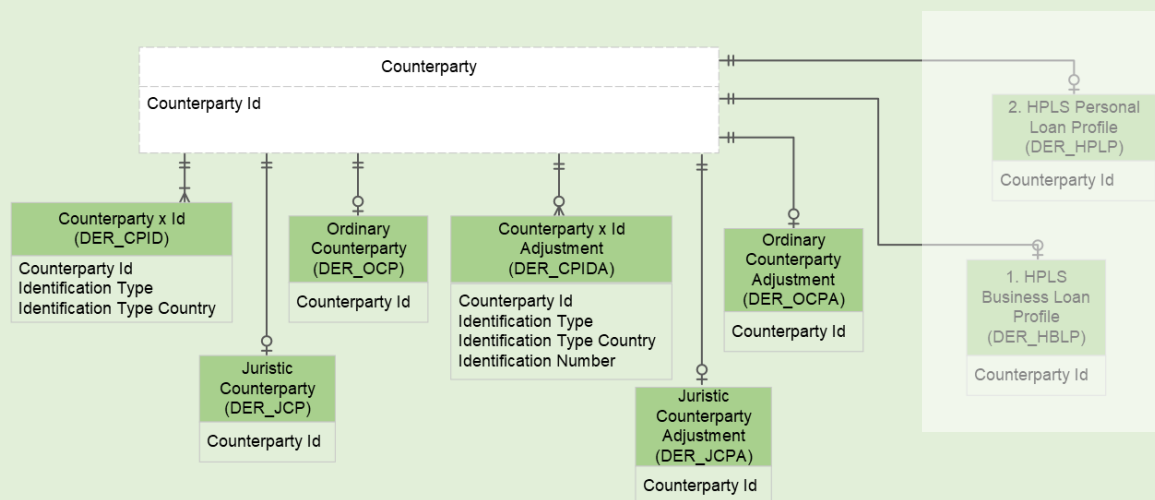 Counterparty
Counterparty Id
2. HPLS Personal
Loan Profile
(DER_HPLP)
Counterparty Id
Counterparty x Id
(DER_CPID)
Counterparty Id
Identification Type
Identification Type Country
Ordinary
Counterparty
(DER_OCP)
Counterparty Id
Counterparty x Id
Adjustment
(DER_CPIDA)
Counterparty Id
Identification Type
Identification Type Country
Identification Number
Ordinary
Counterparty
Adjustment
(DER_OCPA)
Counterparty Id
1. HPLS
Business Loan
Profile
(DER_HBLP)
Counterparty Id
Juristic
Counterparty
(DER_JCP)
Counterparty Id
Juristic
Counterparty
Adjustment
(DER_JCPA)
Counterparty Id